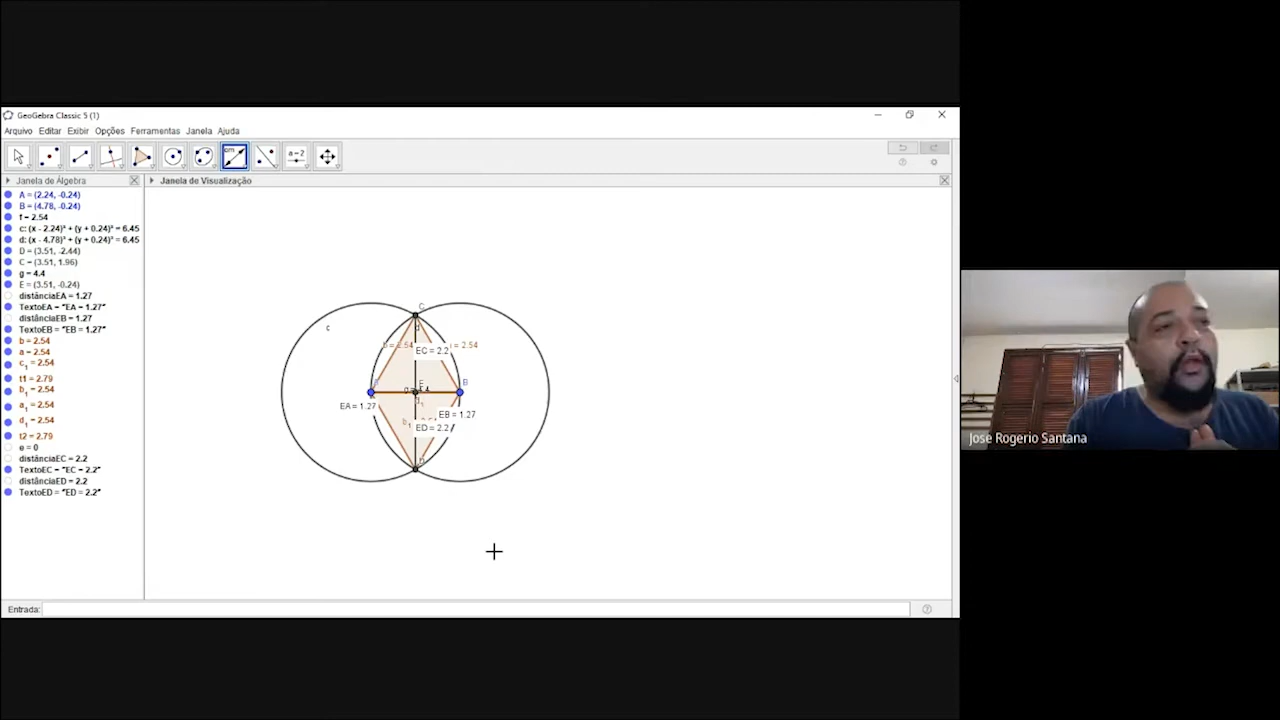 GeoGebra Classic 5 (1)
Arquivo Editar Exibir Opções Ferramentas Janela Ajuda
cm
a=2
Janela de Álgebra
Janela de Visualização
A = (2.24, -0.24)
B = (4.78, -0.24)
f = 2.54
c: (x - 2.24)² + (y + 0.24)² = 6.45
d: (x - 4.78)² + (y + 0.24)² = 6.45
D = (3.51, -2.44)
C = (3.51, 1.96)
g = 4.4
E = (3.51, -0.24)
distânciaEA = 1.27
TextoEA = "EA = 1.27"
distânciaEB = 1.27
TextoEB = "EB = 1.27"
b = 2.54
a = 2.54
c₁ = 2.54
t1 = 2.79
b₁ = 2.54
a₁ = 2.54
d₁ = 2.54
t2 = 2.79
e = 0
distânciaEC = 2.2
TextoEC = "EC = 2.2"
distânciaED = 2.2
TextoED = "ED = 2.2"
C
c
d
EC = 2.2
E
B
EA = 1.27
EB = 1.27
b₁
ED = 2.2
Entrada:
Jose Rogerio Santana